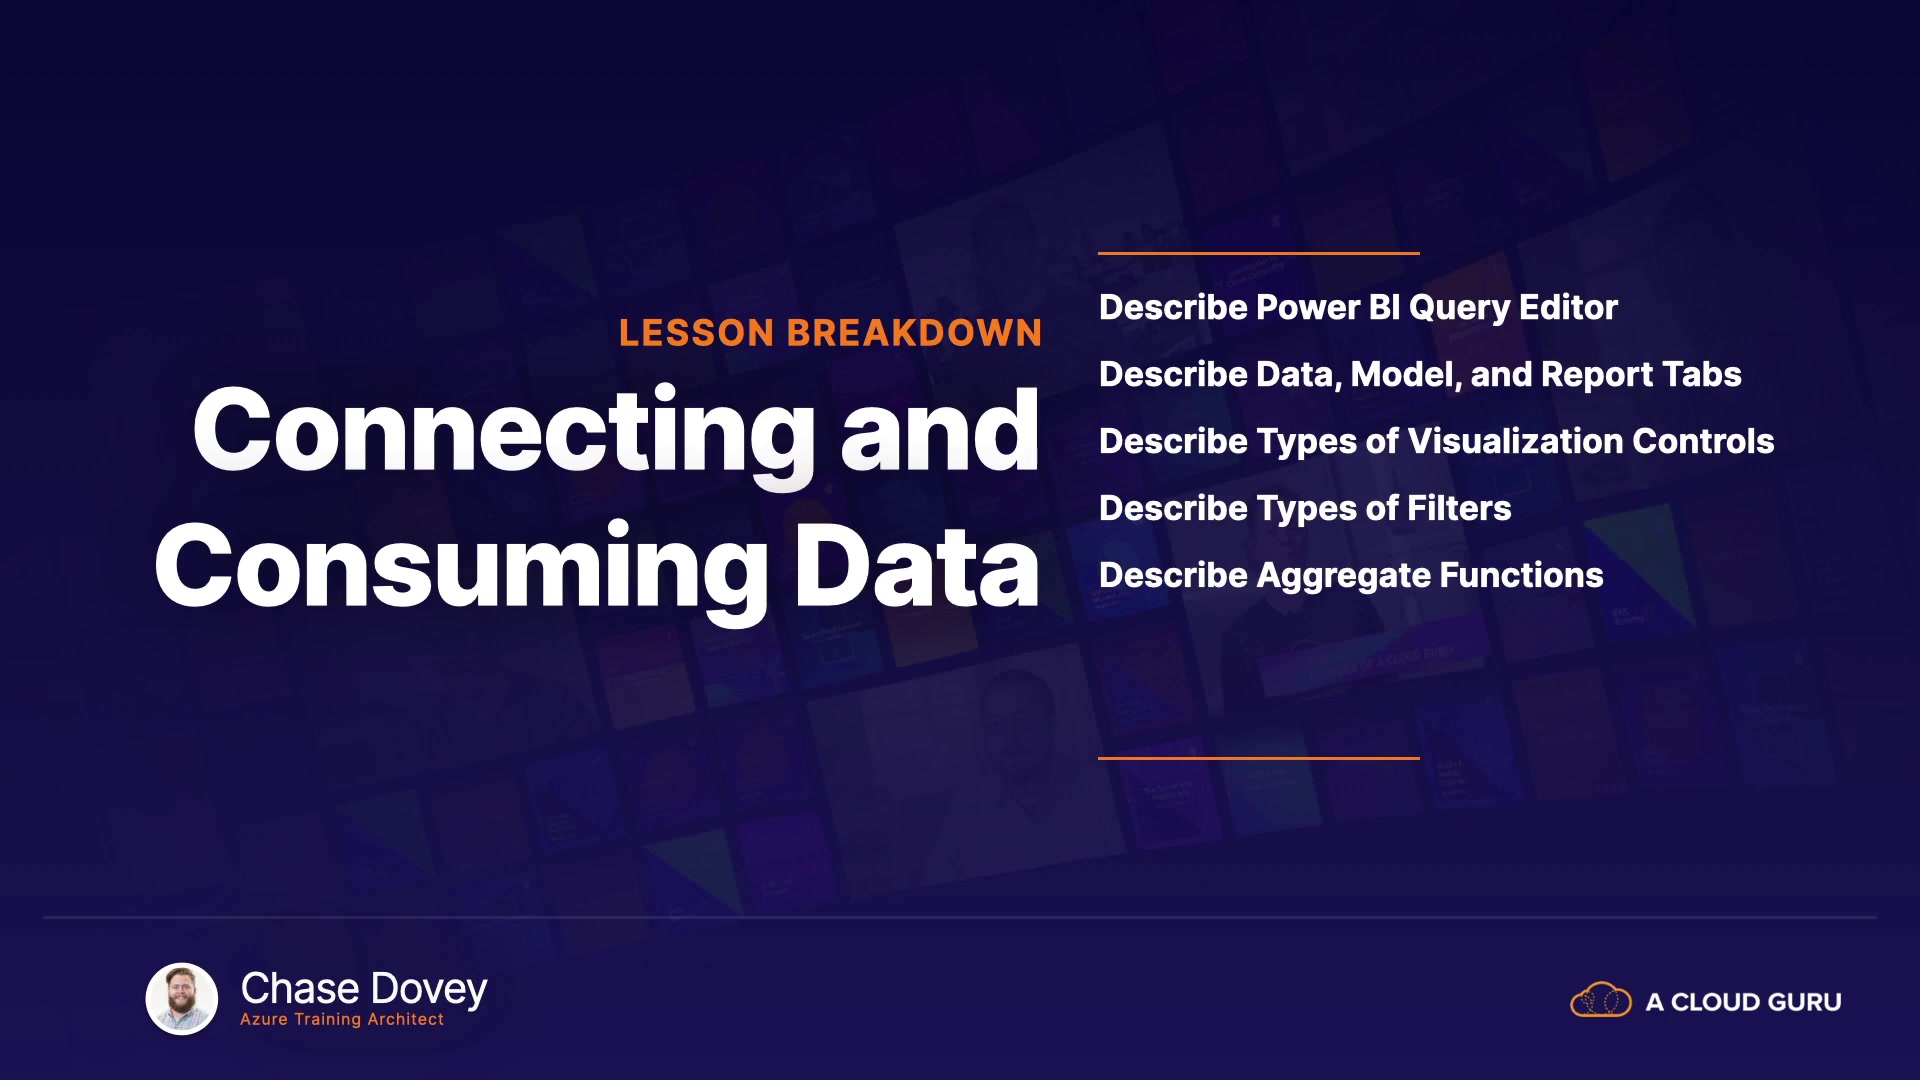 LESSON BREAKDOWN
Connecting and
Consuming Data
Describe Power BI Query Editor
Describe Data, Model, and Report Tabs
Describe Types of Visualization Controls
Describe Types of Filters
Describe Aggregate Functions
Chase Dovey
Azure Training Architect
A CLOUD GURU